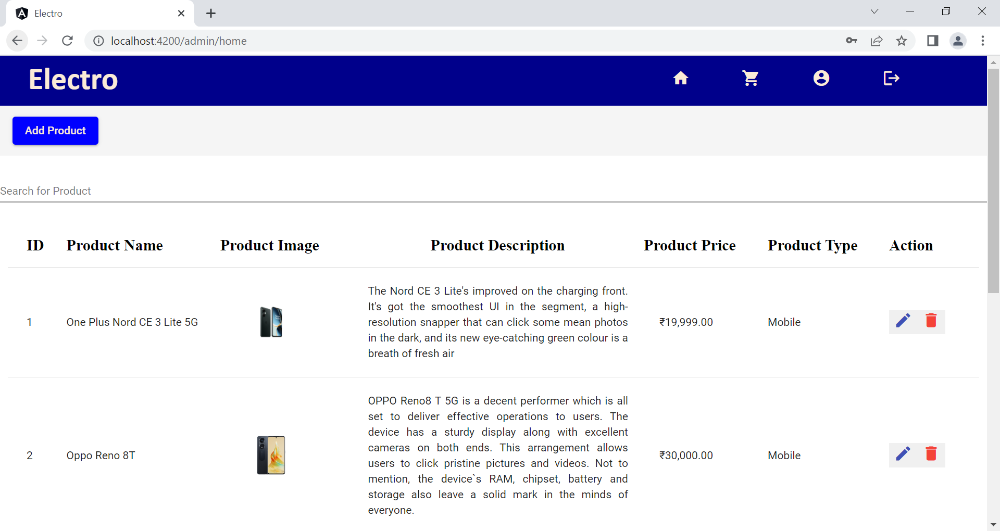 Electro
localhost:4200/admin/home
Electro
Add Product
Search for Product
ID Product Name Product Image Product Description Product Price Product Type Action
1 One Plus Nord CE 3 Lite 5G
The Nord CE 3 Lite's improved on the charging front.
It's got the smoothest UI in the segment, a high-
resolution snapper that can click some mean photos
in the dark, and its new eye-catching green colour is a
breath of fresh air
₹19,999.00 Mobile
2 Oppo Reno 8T
OPPO Reno8 T 5G is a decent performer which is all
set to deliver effective operations to users. The
device has a sturdy display along with excellent
cameras on both ends. This arrangement allows
users to click pristine pictures and videos. Not to
mention, the device`s RAM, chipset, battery and
storage also leave a solid mark in the minds of
everyone.
₹30,000.00 Mobile